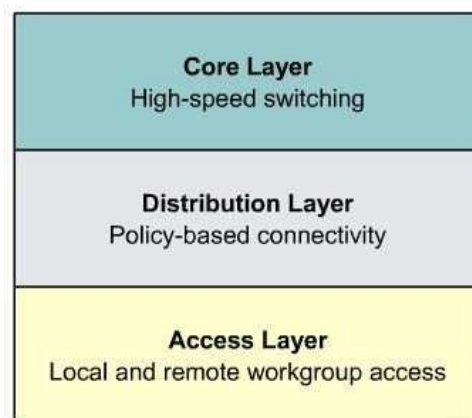 Core Layer
High-speed switching
Distribution Layer
Policy-based connectivity
Access Layer
Local and remote workgroup access